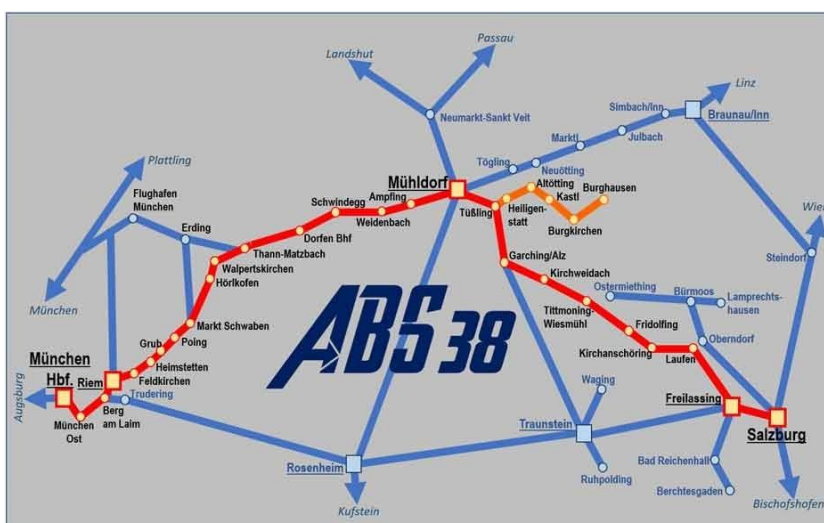 Passau
Landshut
Linz
Simbach/Inn
Braunau/Inn
Neumarkt-Sankt Veit
Julbach
Marktl
Plattling
Tögling
Neuötting
Mühldorf
Ampfing
Altötting
Kastl
Burghausen
Flughafen
München
Schwindegg
Weidenbach
Tüßling
Heiligen-
statt
Burgkirchen
Wien
Erding
Dorfen Bhf
Thann-Matzbach
Walpertskirchen
Hörlkofen
Garching/Alz
Steindorf
Kirchweidach
Ostermiething
Bürmoos
Lamprechts-
hausen
München
Tittmoning-
Wiesmühl
Markt Schwaben
ABS 38
Fridolfing
Oberndorf
Grub
Poing
Kirchanschöring
Laufen
München
Hbf.
Heimstetten
Riem
Feldkirchen
Augsburg
Trudering
Waging
Freilassing
Berg
am Laim
München
Ost
Traunstein
Salzburg
Rosenheim
Ruhpolding
Bad Reichenhall
Berchtesgaden
Kufstein
Bischofshofen